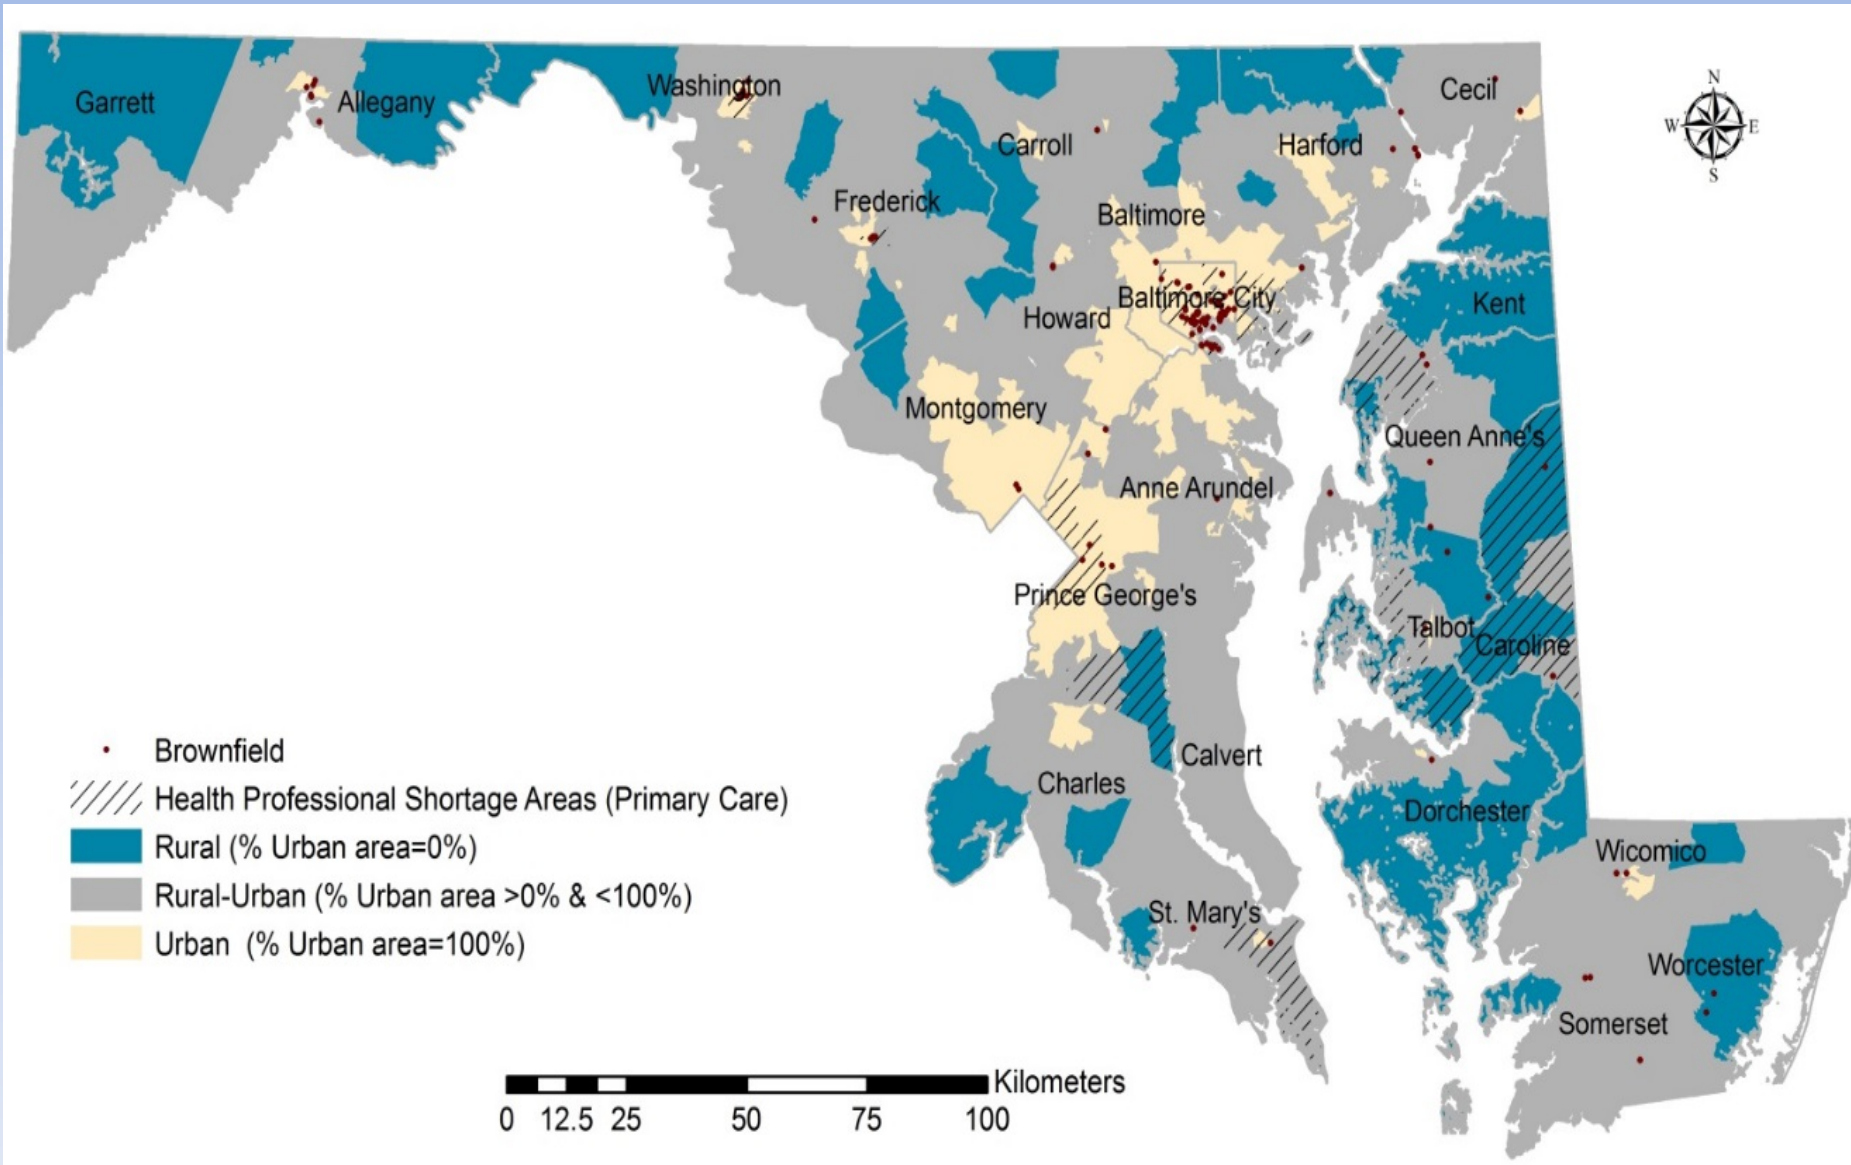 N
W E
S
Garrett
Allegany
Washington
Cecil
Carroll
Harford
Frederick
Baltimore
Baltimore City
Kent
Howard
Montgomery
Queen Anne's
Anne Arundel
Prince George's
Talbot
Caroline
Calvert
Charles
Dorchester
Wicomico
St. Mary's
Worcester
Somerset
Brownfield
Health Professional Shortage Areas (Primary Care)
Rural (% Urban area=0%)
Rural-Urban (% Urban area >0% & <100%)
Urban (% Urban area=100%)
Kilometers
0 12.5 25 50 75 100